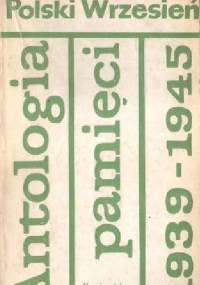 Polski Wrzesień
Antologia
pamięci
1939-1945